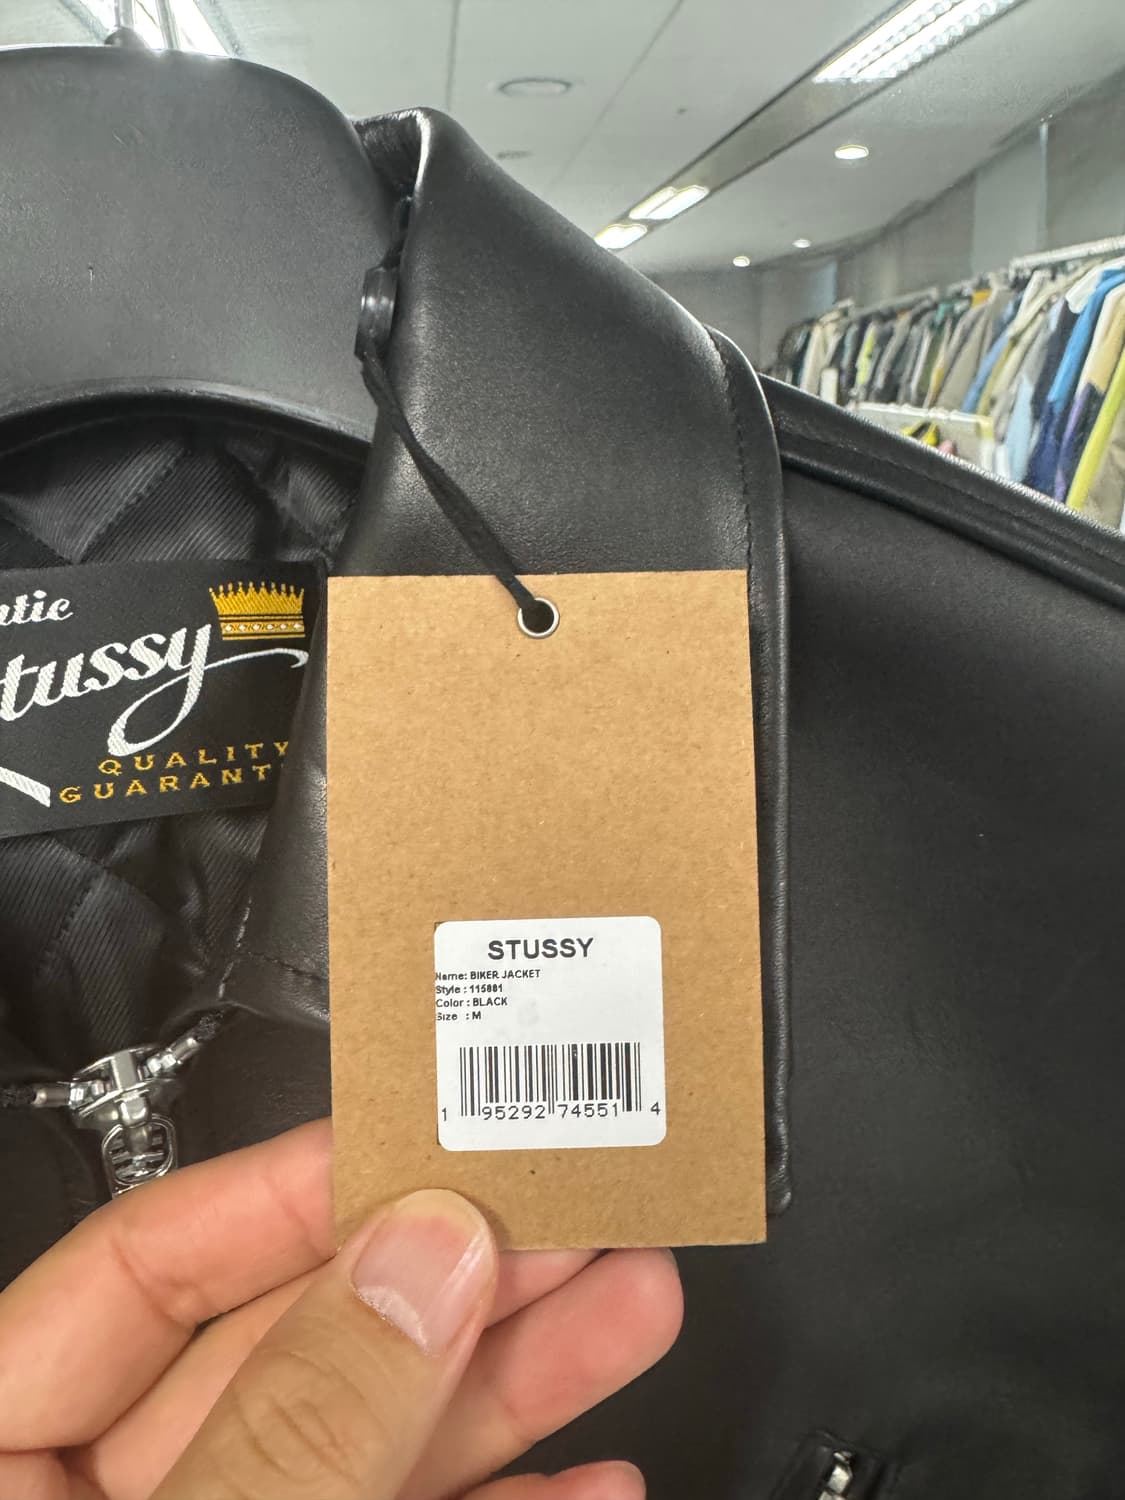 tic
tussy
QUALITY
GUARANT
STUSSY
Name: BIKER JACKET
Style : 115881
Color : BLACK
Size : M
1 95292 74551 4